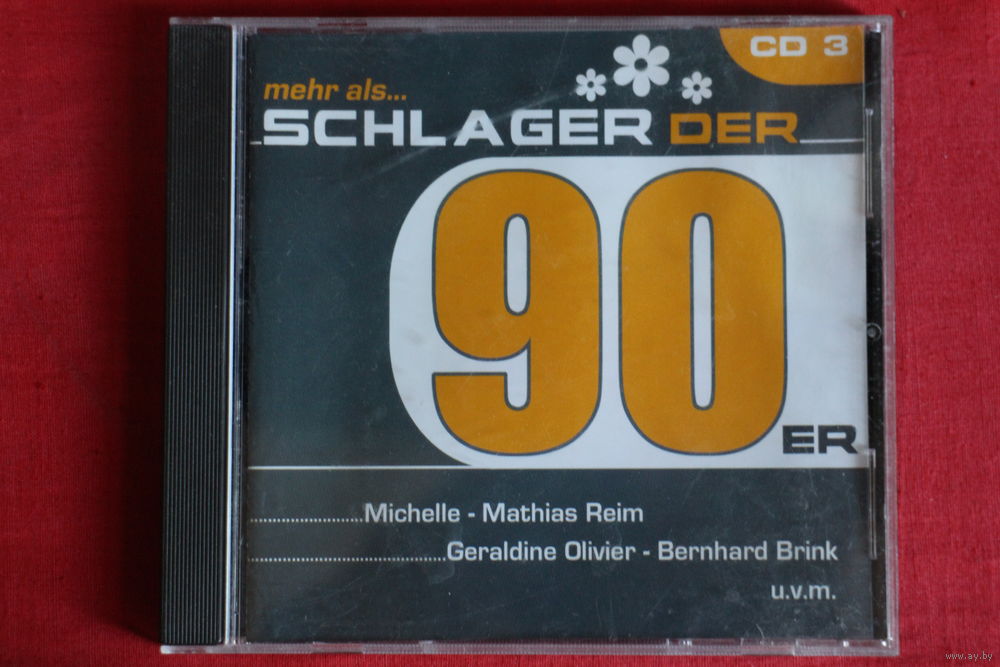 CD 3
mehr als...
SCHLAGER DER
90
ER
......................Michelle - Mathias Reim
......................................Geraldine Olivier - Bernhard Brink
u.v.m.
www.ay.by